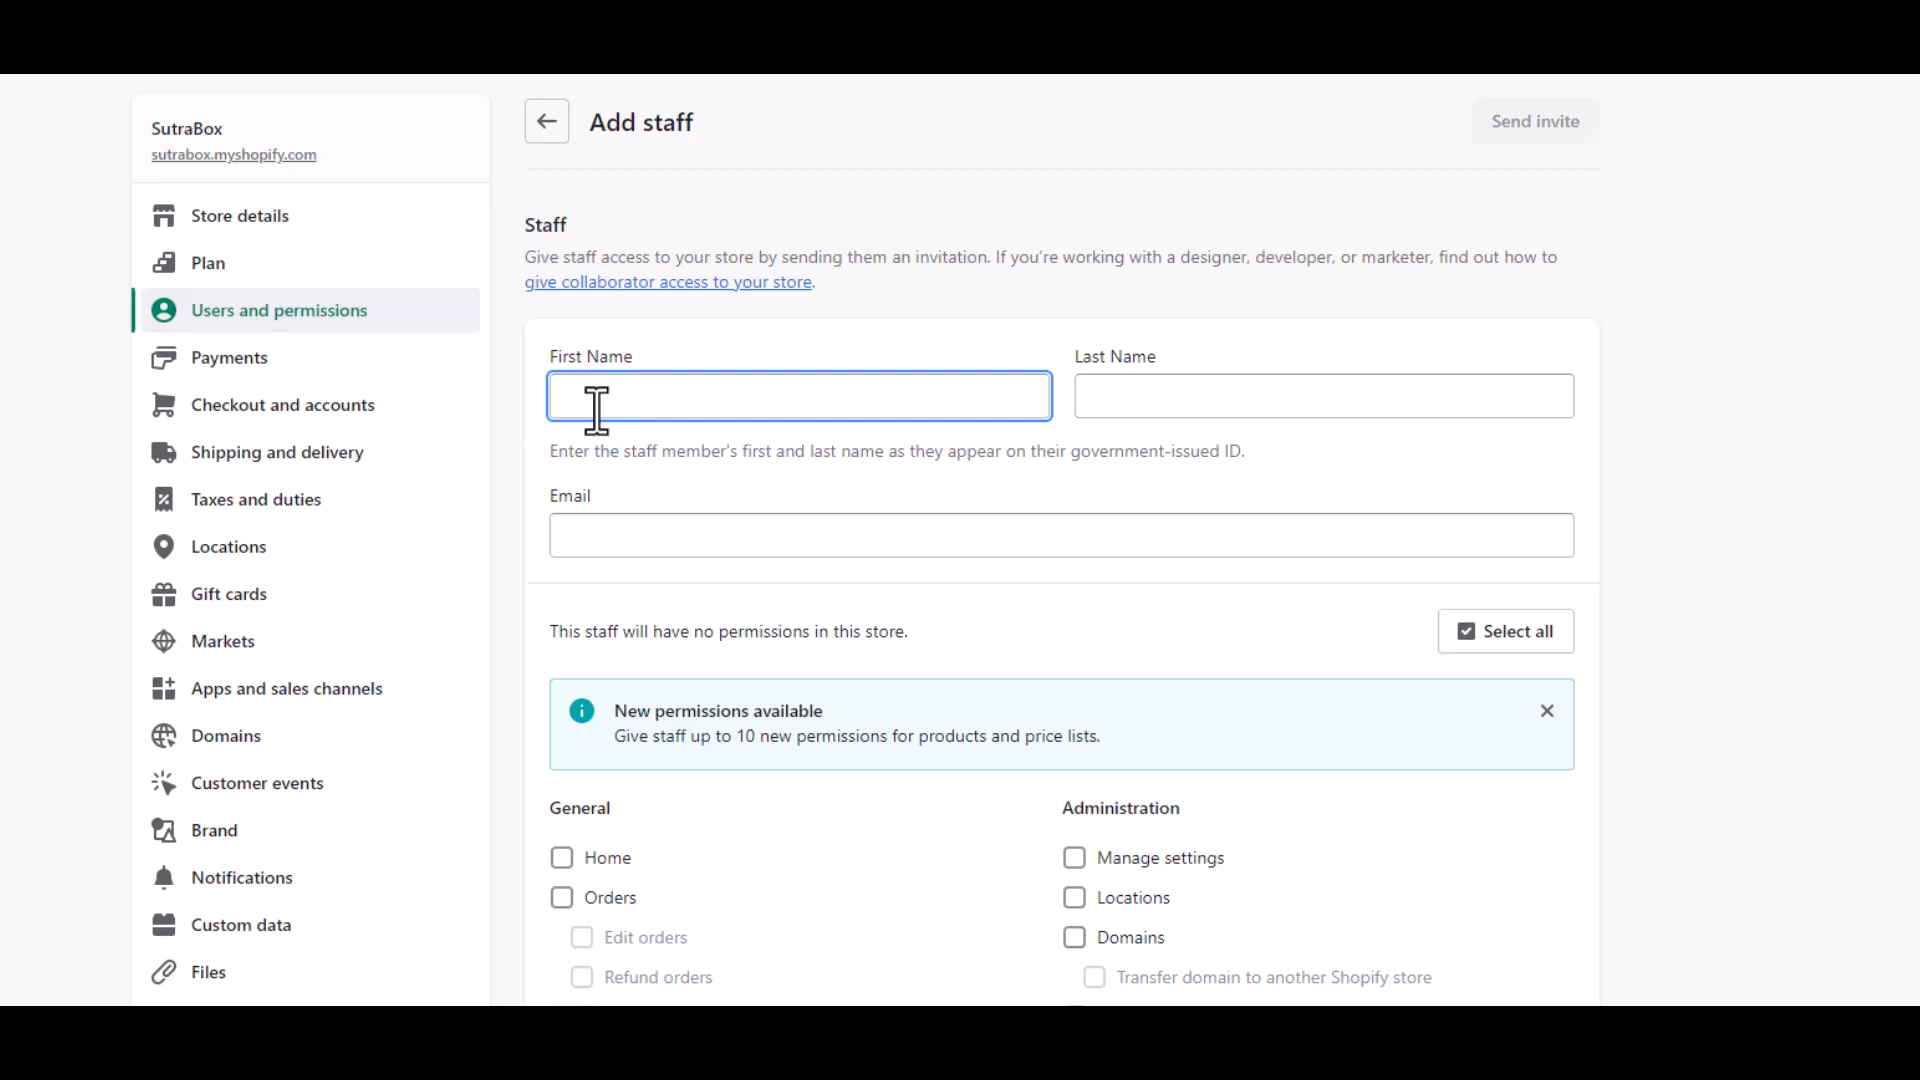 SutraBox
sutrabox.myshopify.com
Store details
Plan
Users and permissions
Payments
Checkout and accounts
Shipping and delivery
Taxes and duties
Locations
Gift cards
Markets
Apps and sales channels
Domains
Customer events
Brand
Notifications
Custom data
Files
Add staff
Send invite
Staff
Give staff access to your store by sending them an invitation. If you’re working with a designer, developer, or marketer, find out how to
give collaborator access to your store.
First Name
Last Name
Enter the staff member's first and last name as they appear on their government-issued ID.
Email
This staff will have no permissions in this store.
Select all
New permissions available
Give staff up to 10 new permissions for products and price lists.
General
Home
Orders
Edit orders
Refund orders
Administration
Manage settings
Locations
Domains
Transfer domain to another Shopify store